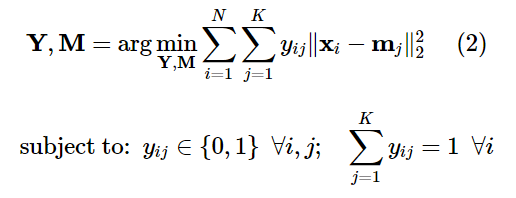 Y, M = arg min_{Y,M} ∑_{i=1}^{N} ∑_{j=1}^{K} y_{ij}||x_i − m_j||_2^2 (2)
subject to: y_{ij} ∈ {0, 1} ∀i, j; ∑_{j=1}^{K} y_{ij} = 1 ∀i